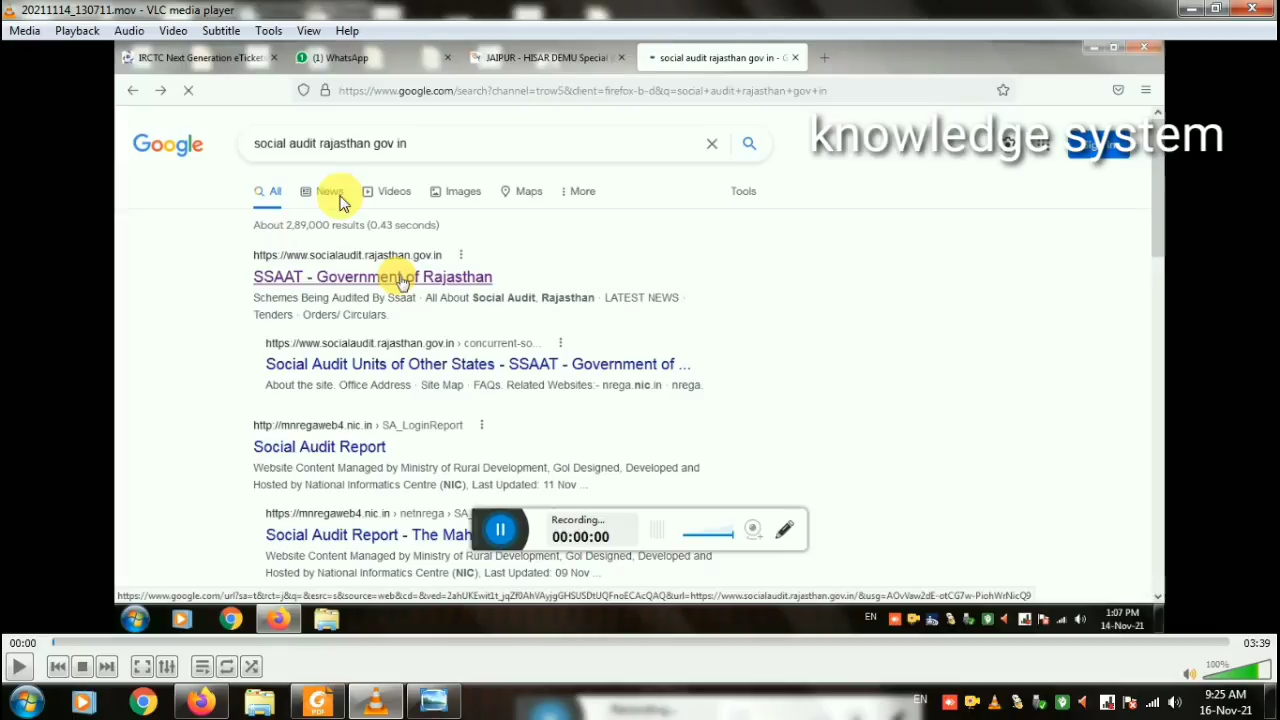 20211114_130711.mov - VLC media player
Media Playback Audio Video Subtitle Tools View Help
IRCTC Next Generation eTicket
(1) WhatsApp
JAIPUR - HISAR DEMU Special (
social audit rajasthan gov in - G
https://www.google.com/search?channel=trow5&client=firefox-b-d&q=social+audit+rajasthan+gov+in
Google
social audit rajasthan gov in
knowledge system
All News Videos Images Maps More Tools
About 2,89,000 results (0.43 seconds)
https://www.socialaudit.rajasthan.gov.in
SSAAT - Government of Rajasthan
Schemes Being Audited By Ssaat · All About Social Audit, Rajasthan · LATEST NEWS ·
Tenders · Orders/ Circulars.
https://www.socialaudit.rajasthan.gov.in › concurrent-so...
Social Audit Units of Other States - SSAAT - Government of ...
About the site. Office Address · Site Map · FAQs. Related Websites:- nrega.nic.in · nrega.
http://mnregaweb4.nic.in › SA_LoginReport
Social Audit Report
Website Content Managed by Ministry of Rural Development, GoI Designed, Developed and
Hosted by National Informatics Centre (NIC), Last Updated: 11 Nov ...
https://mnregaweb4.nic.in › netnrega › SA_
Social Audit Report - The Mah
Website Content Managed by Ministry of Rural Development, GoI Designed, Developed and
Hosted by National Informatics Centre (NIC), Last Updated: 09 Nov ...
Recording...
00:00:00
EN
1:07 PM
14-Nov-21
00:00
03:39
100%
EN
9:25 AM
16-Nov-21